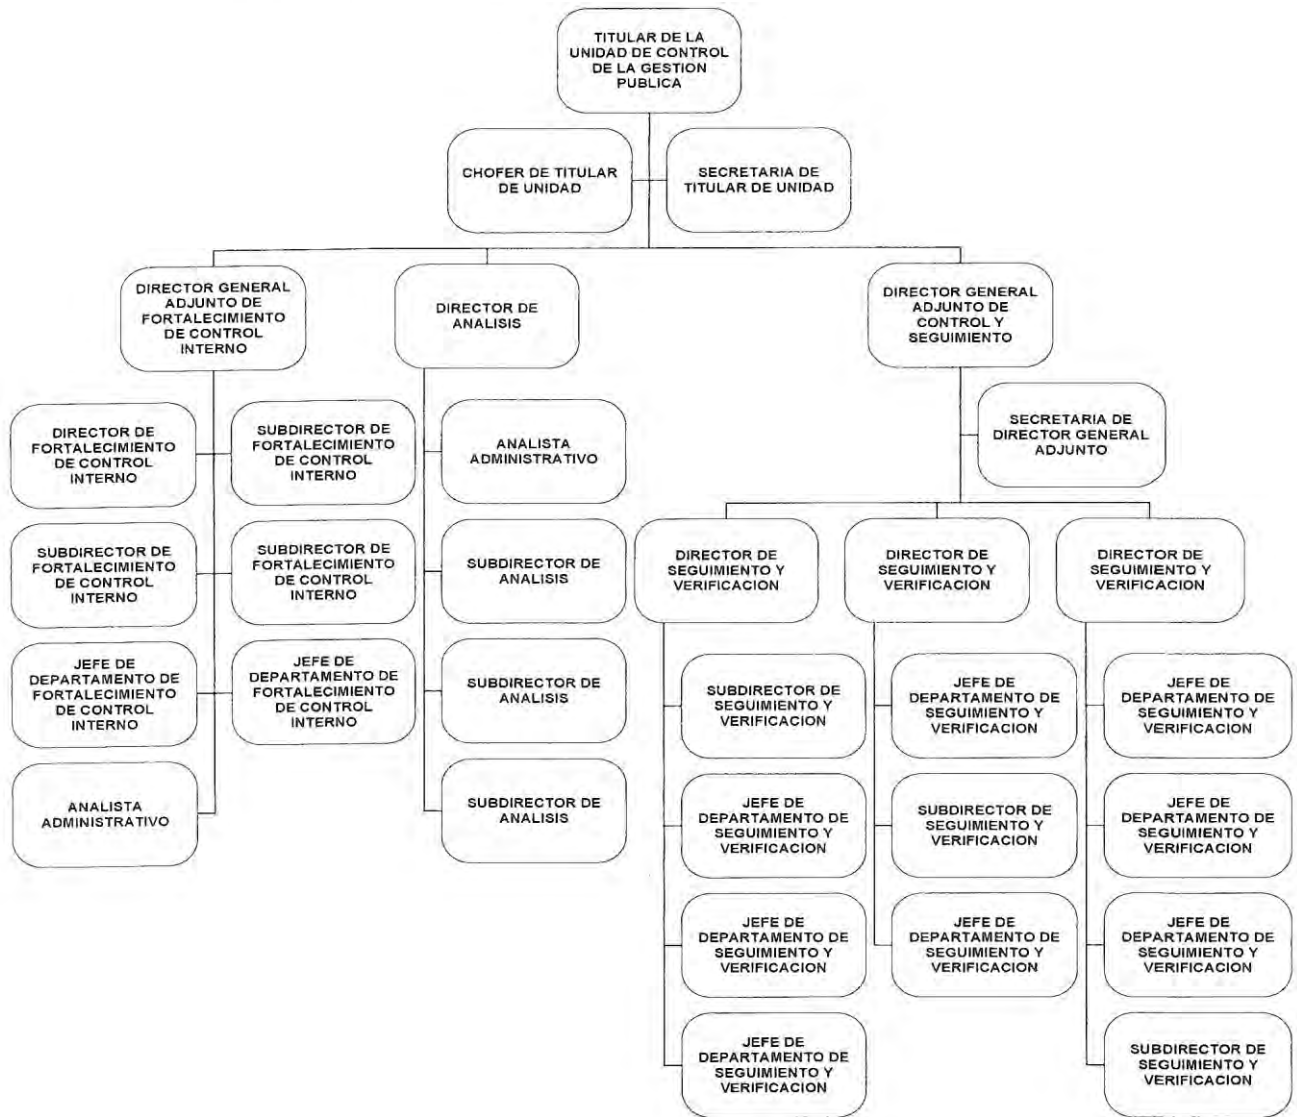 TITULAR DE LA
UNIDAD DE CONTROL
DE LA GESTION
PUBLICA
CHOFER DE TITULAR
DE UNIDAD
SECRETARIA DE
TITULAR DE UNIDAD
DIRECTOR GENERAL
ADJUNTO DE
FORTALECIMIENTO
DE CONTROL
INTERNO
DIRECTOR DE
ANALISIS
DIRECTOR GENERAL
ADJUNTO DE
CONTROL Y
SEGUIMIENTO
DIRECTOR DE
FORTALECIMIENTO
DE CONTROL
INTERNO
SUBDIRECTOR DE
FORTALECIMIENTO
DE CONTROL
INTERNO
ANALISTA
ADMINISTRATIVO
SECRETARIA DE
DIRECTOR GENERAL
ADJUNTO
SUBDIRECTOR DE
FORTALECIMIENTO
DE CONTROL
INTERNO
SUBDIRECTOR DE
FORTALECIMIENTO
DE CONTROL
INTERNO
SUBDIRECTOR DE
ANALISIS
DIRECTOR DE
SEGUIMIENTO Y
VERIFICACION
DIRECTOR DE
SEGUIMIENTO Y
VERIFICACION
DIRECTOR DE
SEGUIMIENTO Y
VERIFICACION
JEFE DE
DEPARTAMENTO DE
FORTALECIMIENTO
DE CONTROL
INTERNO
JEFE DE
DEPARTAMENTO DE
FORTALECIMIENTO
DE CONTROL
INTERNO
SUBDIRECTOR DE
ANALISIS
SUBDIRECTOR DE
SEGUIMIENTO Y
VERIFICACION
JEFE DE
DEPARTAMENTO DE
SEGUIMIENTO Y
VERIFICACION
JEFE DE
DEPARTAMENTO DE
SEGUIMIENTO Y
VERIFICACION
ANALISTA
ADMINISTRATIVO
SUBDIRECTOR DE
ANALISIS
JEFE DE
DEPARTAMENTO DE
SEGUIMIENTO Y
VERIFICACION
SUBDIRECTOR DE
SEGUIMIENTO Y
VERIFICACION
JEFE DE
DEPARTAMENTO DE
SEGUIMIENTO Y
VERIFICACION
JEFE DE
DEPARTAMENTO DE
SEGUIMIENTO Y
VERIFICACION
JEFE DE
DEPARTAMENTO DE
SEGUIMIENTO Y
VERIFICACION
JEFE DE
DEPARTAMENTO DE
SEGUIMIENTO Y
VERIFICACION
JEFE DE
DEPARTAMENTO DE
SEGUIMIENTO Y
VERIFICACION
SUBDIRECTOR DE
SEGUIMIENTO Y
VERIFICACION